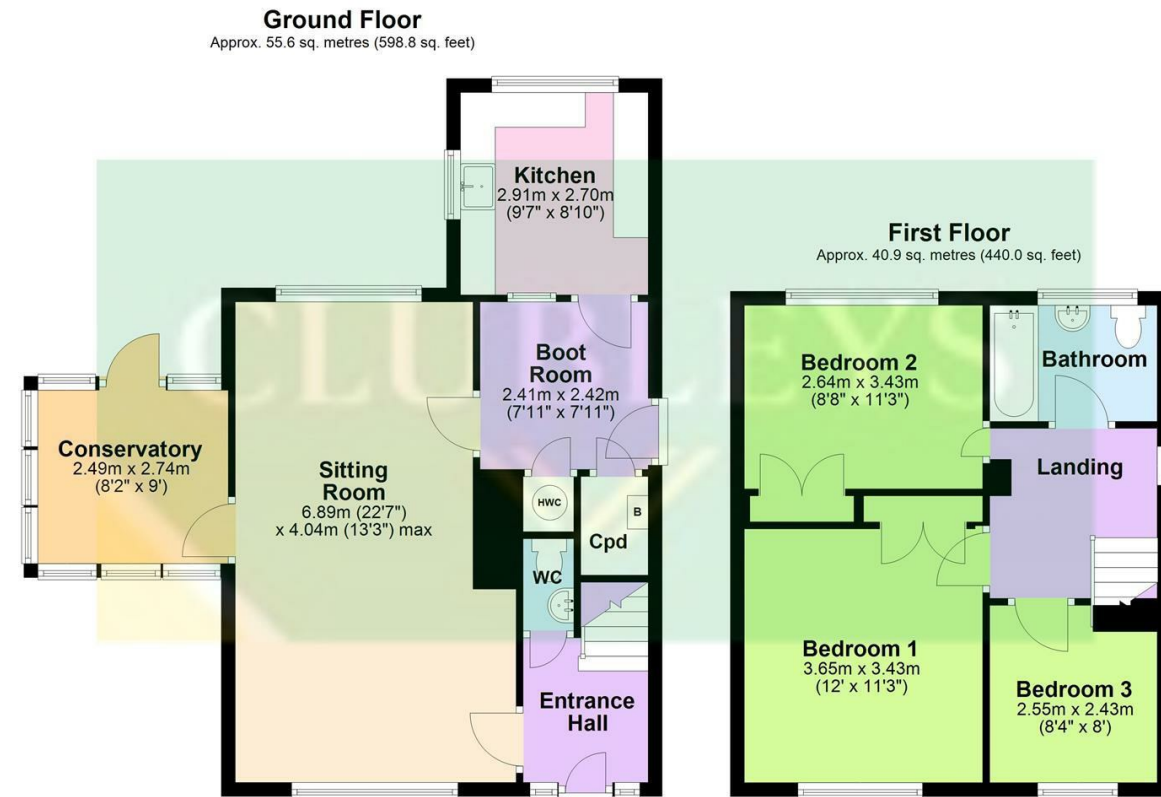 Ground Floor
Approx. 55.6 sq. metres (598.8 sq. feet)
Kitchen
2.91m x 2.70m
(9'7" x 8'10")
Boot
Room
2.41m x 2.42m
(7'11" x 7'11")
Conservatory
2.49m x 2.74m
(8'2" x 9')
Sitting
Room
6.89m (22'7")
x 4.04m (13'3") max
HWC
B
Cpd
WC
Entrance
Hall
First Floor
Approx. 40.9 sq. metres (440.0 sq. feet)
Bedroom 2
2.64m x 3.43m
(8'8" x 11'3")
Bathroom
Landing
Bedroom 1
3.65m x 3.43m
(12' x 11'3")
Bedroom 3
2.55m x 2.43m
(8'4" x 8')
CLUBLEYS